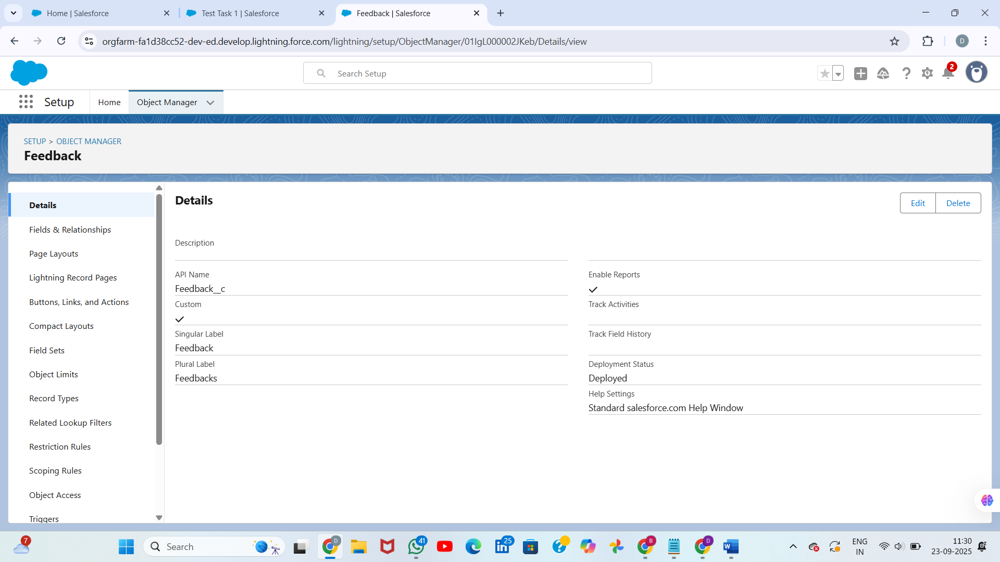 Home | Salesforce
Test Task 1 | Salesforce
Feedback | Salesforce
orgfarm-fa1d38cc52-dev-ed.develop.lightning.force.com/lightning/setup/ObjectManager/01IgL000002JKeb/Details/view
D
Search Setup
2
Setup
Home
Object Manager
SETUP > OBJECT MANAGER
Feedback
Details
Fields & Relationships
Page Layouts
Lightning Record Pages
Buttons, Links, and Actions
Compact Layouts
Field Sets
Object Limits
Record Types
Related Lookup Filters
Restriction Rules
Scoping Rules
Object Access
Triggers
Details
Edit
Delete
Description
API Name
Feedback__c
Custom
Singular Label
Feedback
Plural Label
Feedbacks
Enable Reports
Track Activities
Track Field History
Deployment Status
Deployed
Help Settings
Standard salesforce.com Help Window
7
Search
D
41
25
B
D
W
ENG
IN
11:30
23-09-2025